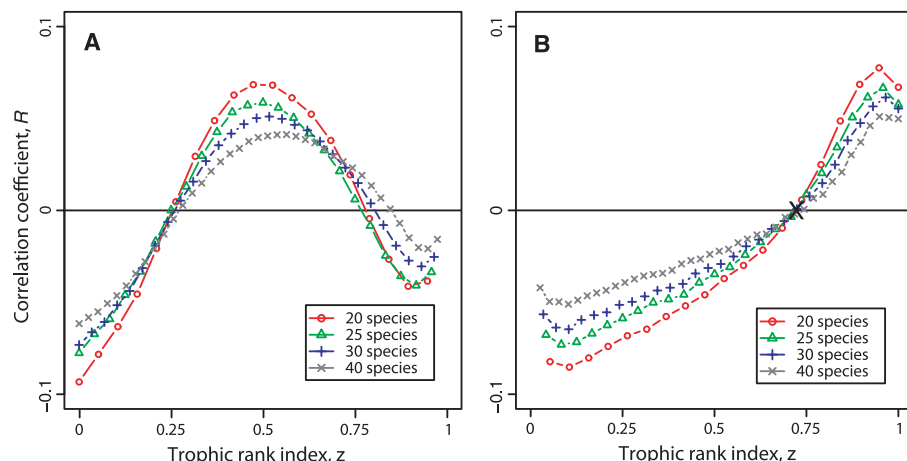 A
Correlation coefficient, R
0.1
0
−0.1
20 species
25 species
30 species
40 species
0
0.25
0.5
0.75
1
Trophic rank index, z
B
0.1
0
−0.1
20 species
25 species
30 species
40 species
0
0.25
0.5
0.75
1
Trophic rank index, z